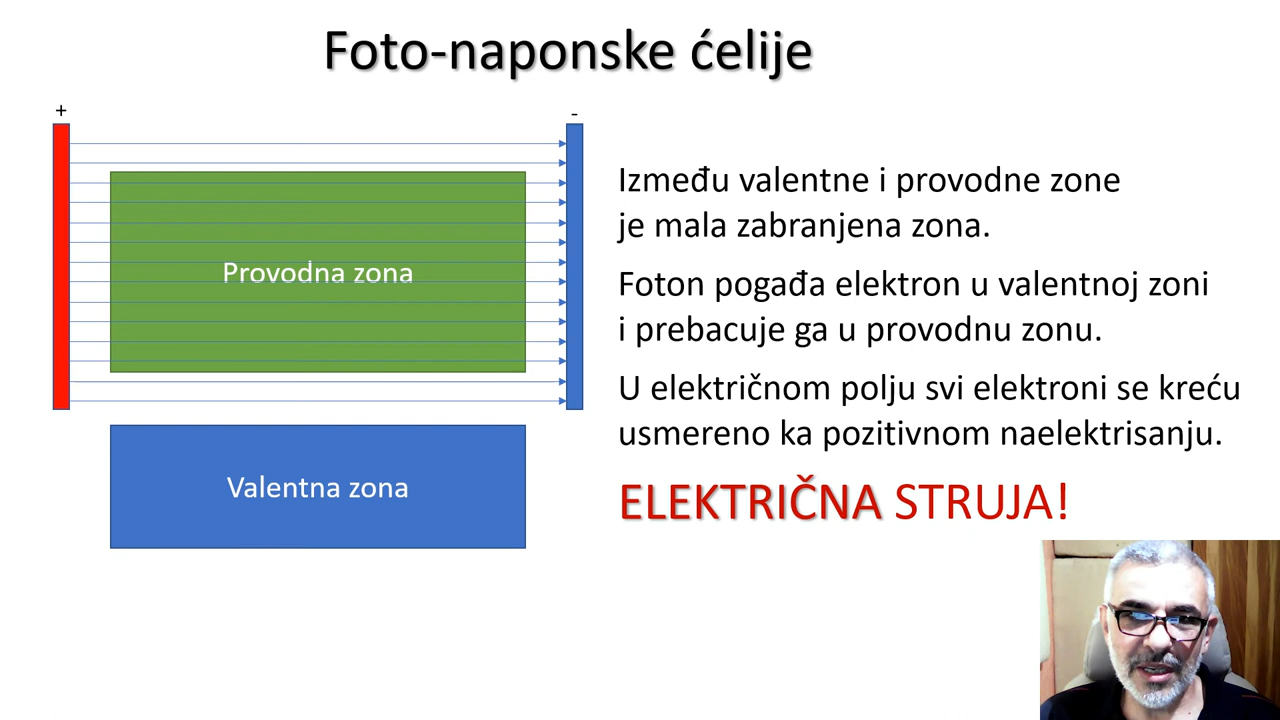 Foto-naponske ćelije
+
-
Provodna zona
Valentna zona
Između valentne i provodne zone
je mala zabranjena zona.
Foton pogađa elektron u valentnoj zoni
i prebacuje ga u provodnu zonu.
U električnom polju svi elektroni se kreću
usmereno ka pozitivnom naelektrisanju.
ELEKTRIČNA STRUJA!